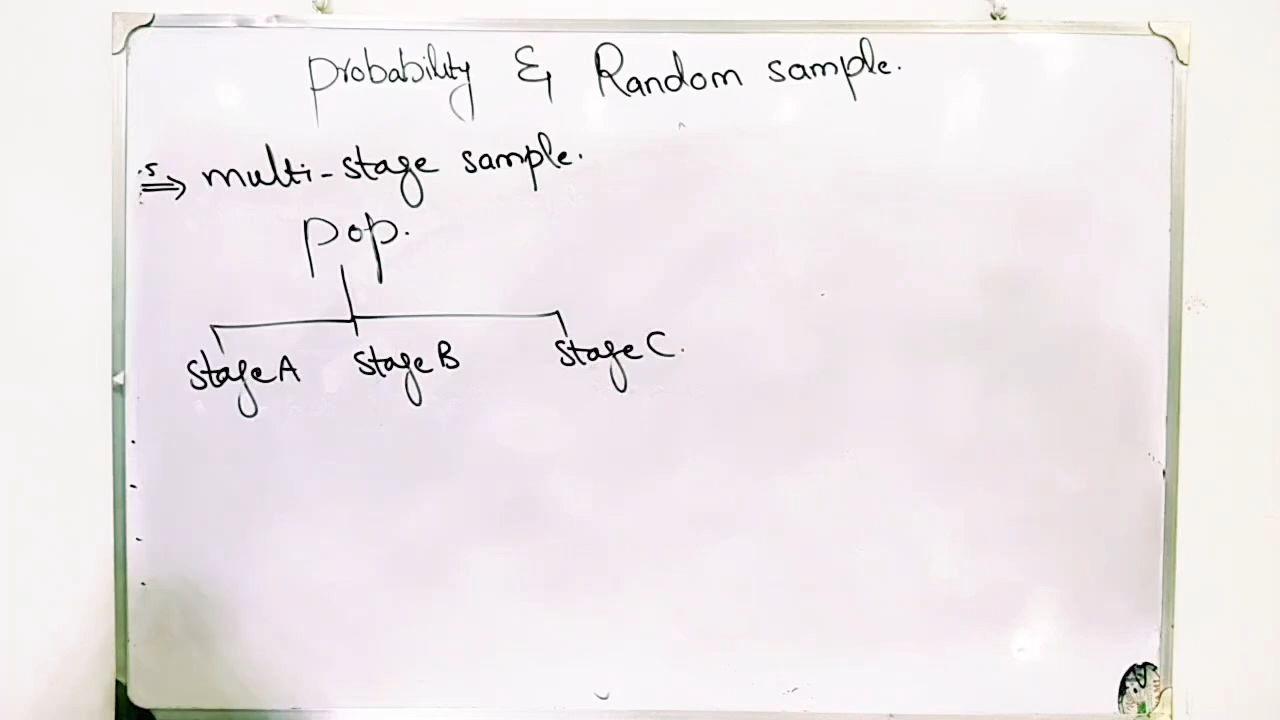 Probability & Random sample.
.5
⇒ multi-stage sample.
Pop.
Stage A Stage B Stage C.